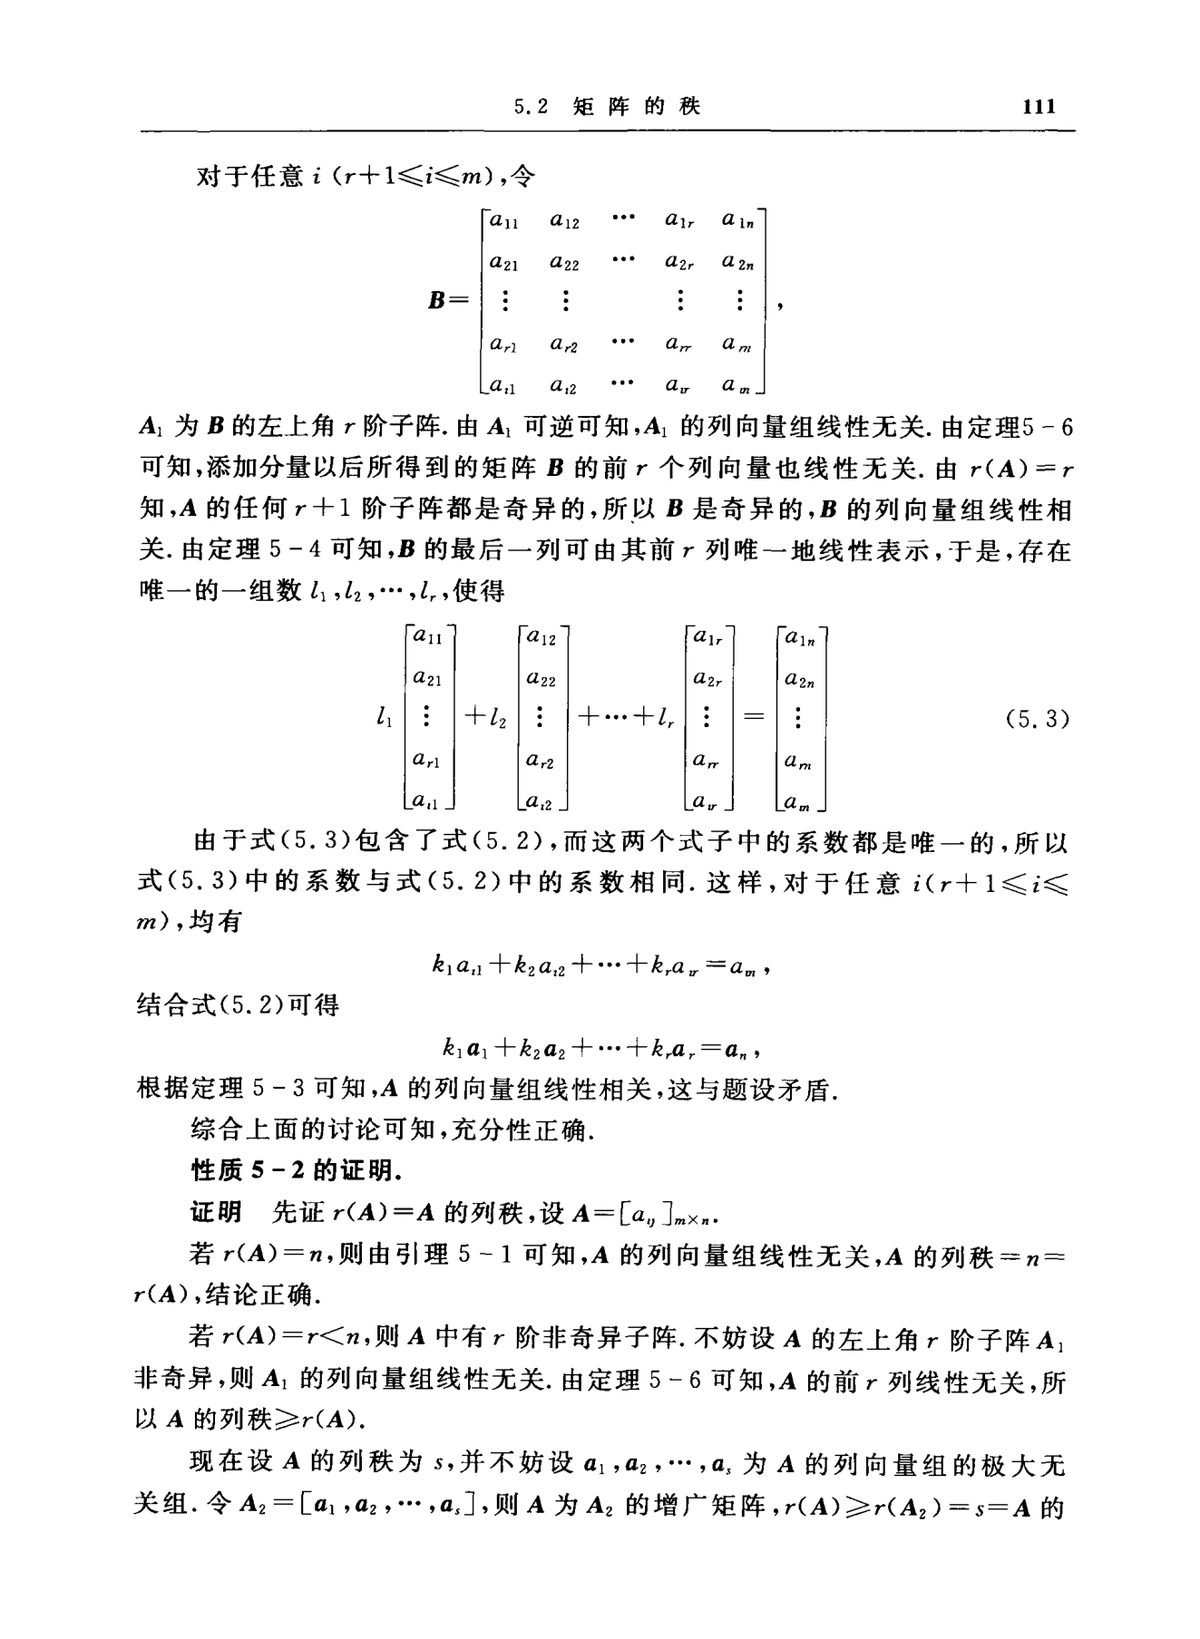 5.2 矩阵的秩 111
对于任意 i (r+1≤i≤m),令
a₁₁ a₁₂ ⋯ a₁ᵣ a₁ₙ
a₂₁ a₂₂ ⋯ a₂ᵣ a₂ₙ
B= ⋮ ⋮ ⋮ ⋮ ,
aᵣ₁ aᵣ₂ ⋯ aᵣᵣ aᵣₙ
aᵢ₁ aᵢ₂ ⋯ aᵢᵣ aᵢₙ
A₁ 为 B 的左上角 r 阶子阵.由 A₁ 可逆可知,A₁ 的列向量组线性无关.由定理5-6
可知,添加分量以后所得到的矩阵 B 的前 r 个列向量也线性无关.由 r(A)=r
知,A 的任何 r+1 阶子阵都是奇异的,所以 B 是奇异的,B 的列向量组线性相
关.由定理 5-4 可知,B 的最后一列可由其前 r 列唯一地线性表示,于是,存在
唯一的一组数 l₁,l₂,⋯,lᵣ,使得
a₁₁ a₁₂ a₁ᵣ a₁ₙ
a₂₁ a₂₂ a₂ᵣ a₂ₙ
l₁ ⋮ +l₂ ⋮ +⋯+lᵣ ⋮ = ⋮ (5.3)
aᵣ₁ aᵣ₂ aᵣᵣ aᵣₙ
aᵢ₁ aᵢ₂ aᵢᵣ aᵢₙ
由于式(5.3)包含了式(5.2),而这两个式子中的系数都是唯一的,所以
式(5.3)中的系数与式(5.2)中的系数相同.这样,对于任意 i(r+1≤i≤
m),均有
k₁aᵢ₁+k₂aᵢ₂+⋯+kᵣaᵢᵣ=aᵢₙ,
结合式(5.2)可得
k₁a₁+k₂a₂+⋯+kᵣaᵣ=aₙ,
根据定理 5-3 可知,A 的列向量组线性相关,这与题设矛盾.
综合上面的讨论可知,充分性正确.
性质 5-2 的证明.
证明 先证 r(A)=A 的列秩,设 A=[aᵢⱼ]ₘ×ₙ.
若 r(A)=n,则由引理 5-1 可知,A 的列向量组线性无关,A 的列秩=n=
r(A),结论正确.
若 r(A)=r<n,则 A 中有 r 阶非奇异子阵.不妨设 A 的左上角 r 阶子阵 A₁
非奇异,则 A₁ 的列向量组线性无关.由定理 5-6 可知,A 的前 r 列线性无关,所
以 A 的列秩≥r(A).
现在设 A 的列秩为 s,并不妨设 a₁,a₂,⋯,aₛ 为 A 的列向量组的极大无
关组.令 A₂=[a₁,a₂,⋯,aₛ],则 A 为 A₂ 的增广矩阵,r(A)≥r(A₂)=s=A 的